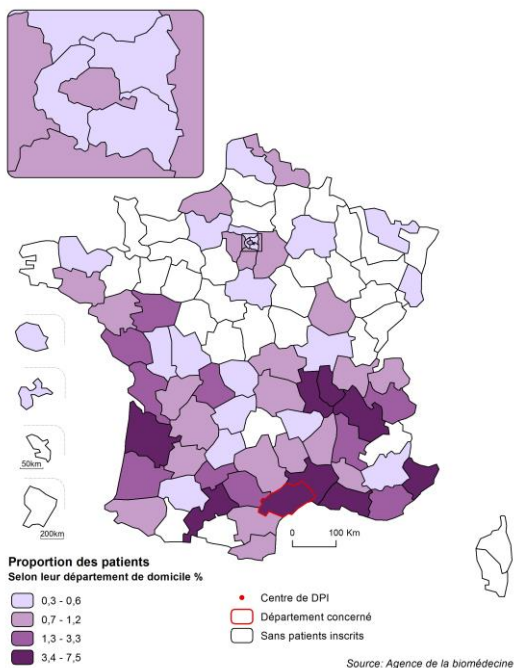 50km
200km
0 100 Km
Proportion des patients
Selon leur département de domicile %
0,3 - 0,6
0,7 - 1,2
1,3 - 3,3
3,4 - 7,5
Centre de DPI
Département concerné
Sans patients inscrits
Source: Agence de la biomédecine